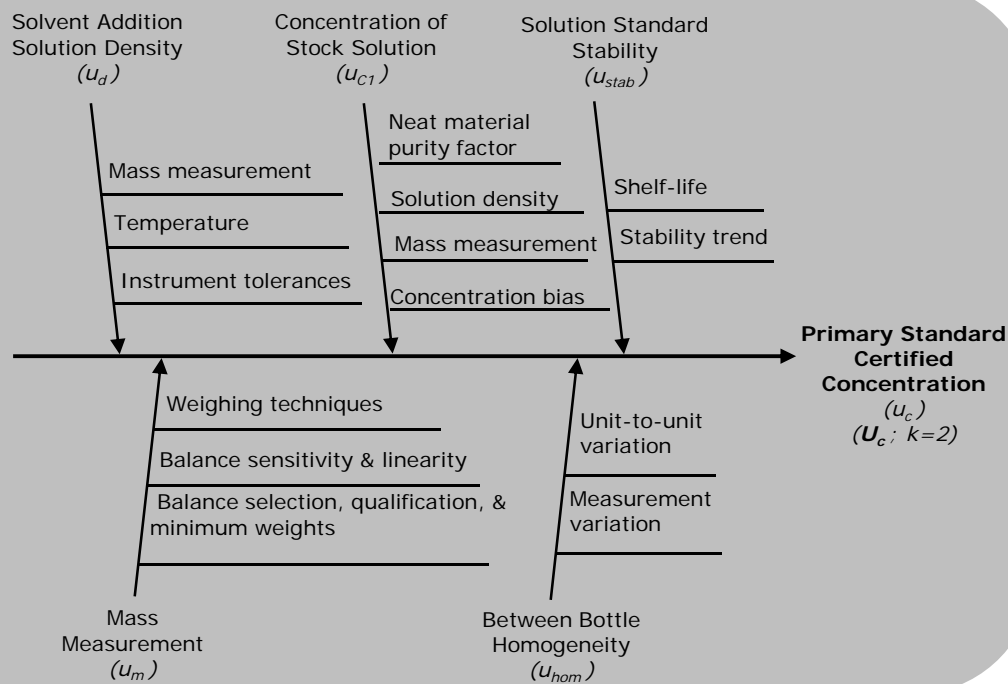 Solvent Addition
Solution Density
(u_d)
Concentration of
Stock Solution
(u_C1)
Solution Standard
Stability
(u_stab)
Mass measurement
Temperature
Instrument tolerances
Neat material
purity factor
Solution density
Mass measurement
Concentration bias
Shelf-life
Stability trend
Primary Standard
Certified
Concentration
(u_c)
(U_c; k=2)
Weighing techniques
Balance sensitivity & linearity
Balance selection, qualification, &
minimum weights
Unit-to-unit
variation
Measurement
variation
Mass
Measurement
(u_m)
Between Bottle
Homogeneity
(u_hom)